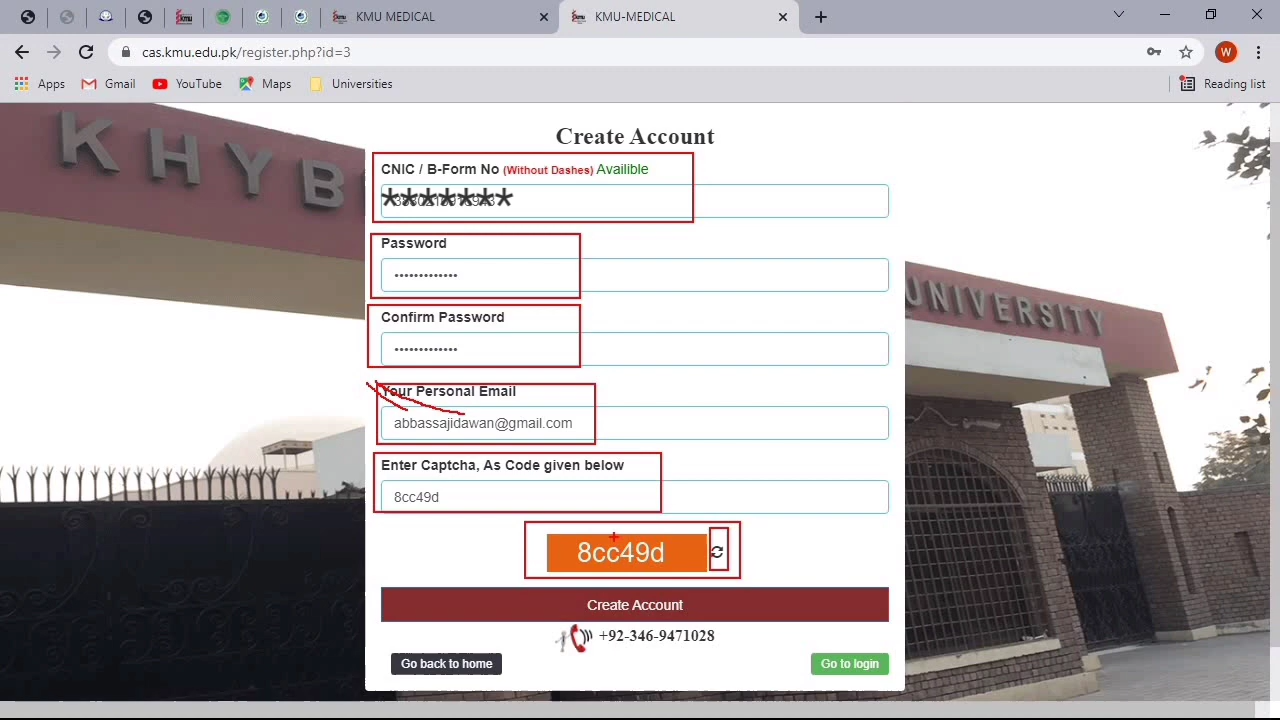 KMU MEDICAL
KMU-MEDICAL
cas.kmu.edu.pk/register.php?id=3
W
Apps Gmail YouTube Maps Universities Reading list
KHYB
UNIVERSITY
Create Account
CNIC / B-Form No (Without Dashes) Availible
*******
Password
•••••••••••••
Confirm Password
•••••••••••••
Your Personal Email
abbassajidawan@gmail.com
Enter Captcha, As Code given below
8cc49d
8cc49d
Create Account
+92-346-9471028
Go back to home Go to login